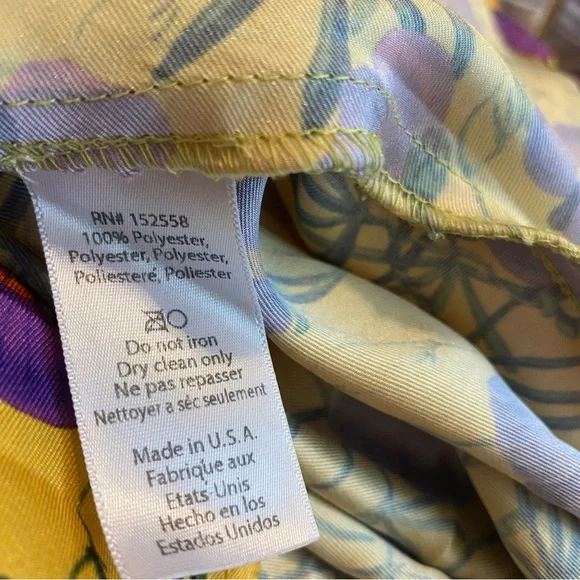 RN# 152558
100% Polyester,
Polyester, Polyester,
Poliestere, Poliester
Do not iron
Dry clean only
Ne pas repasser
Nettoyer a séc seulement
Made in U.S.A.
Fabrique aux
Etats-Unis
Hecho en los
Estados Unidos